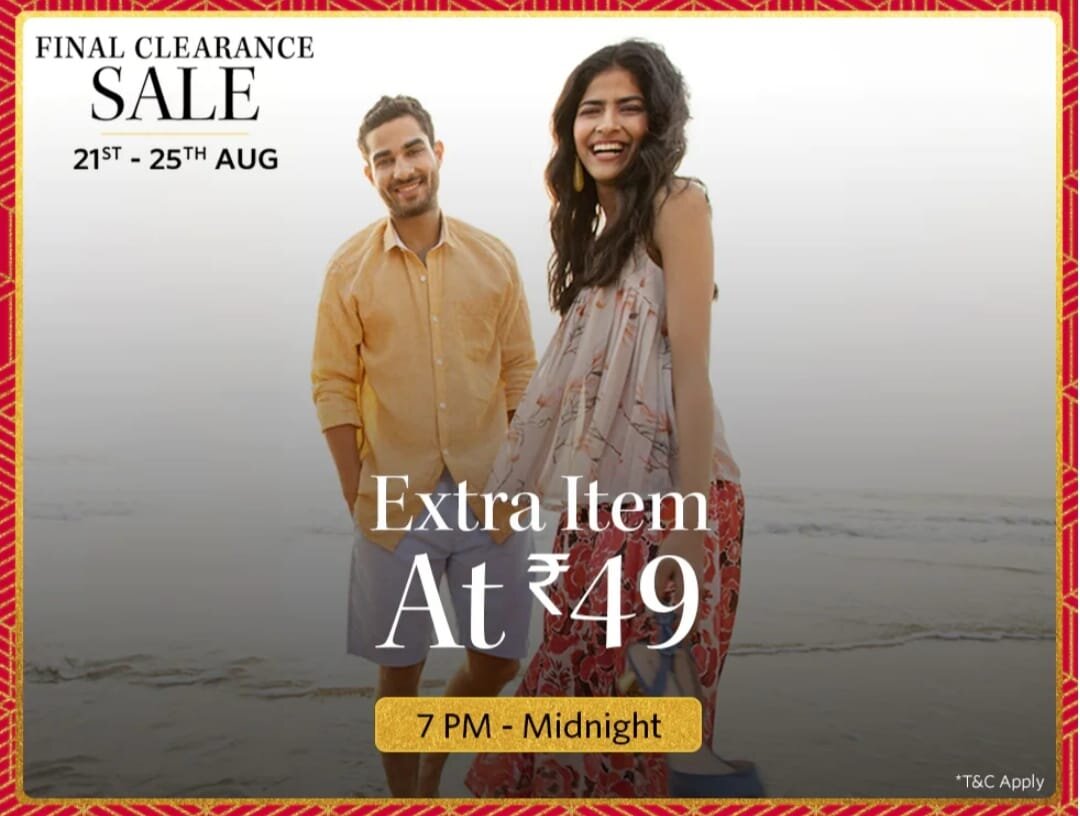 FINAL CLEARANCE
SALE
21ST - 25TH AUG
Extra Item
At ₹49
7 PM - Midnight
*T&C Apply